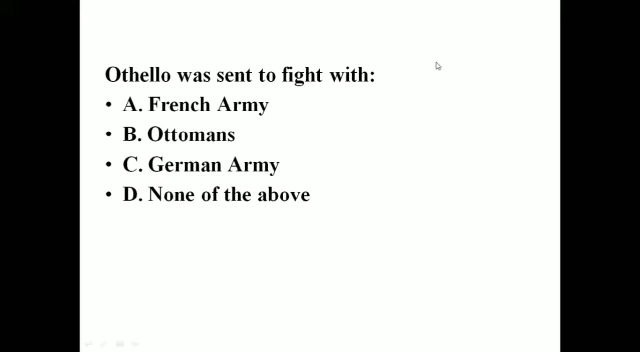 Othello was sent to fight with:
• A. French Army
• B. Ottomans
• C. German Army
• D. None of the above